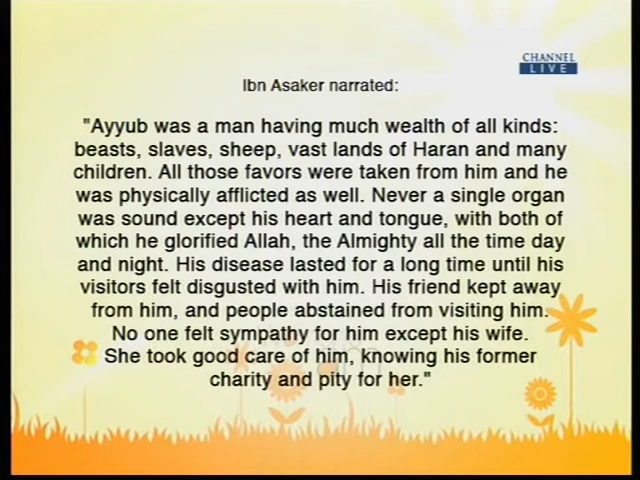 CHANNEL
LIVE
Ibn Asaker narrated:
"Ayyub was a man having much wealth of all kinds:
beasts, slaves, sheep, vast lands of Haran and many
children. All those favors were taken from him and he
was physically afflicted as well. Never a single organ
was sound except his heart and tongue, with both of
which he glorified Allah, the Almighty all the time day
and night. His disease lasted for a long time until his
visitors felt disgusted with him. His friend kept away
from him, and people abstained from visiting him.
No one felt sympathy for him except his wife.
She took good care of him, knowing his former
charity and pity for her."